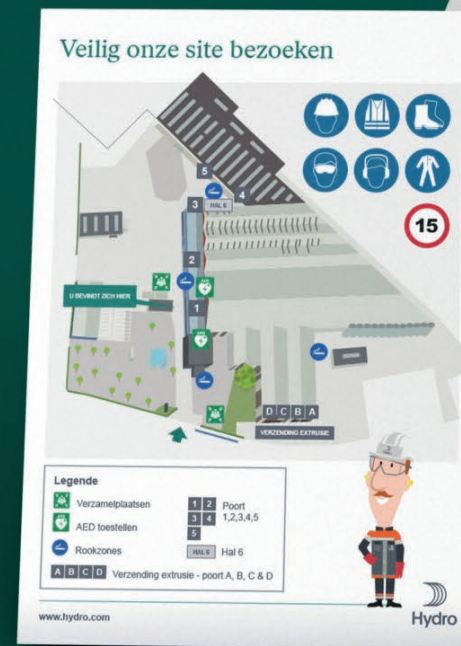 Veilig onze site bezoeken
5
4
3
HAL 6
15
2
U BEVINDT ZICH HIER
AED
1
AED
D C B A
VERZENDING EXTRUSIE
Legende
Verzamelplaatsen
AED toestellen
Rookzones
1 2 Poort
3 4 1,2,3,4,5
5
HAL 6 Hal 6
A B C D Verzending extrusie - poort A, B, C & D
www.hydro.com
Hydro